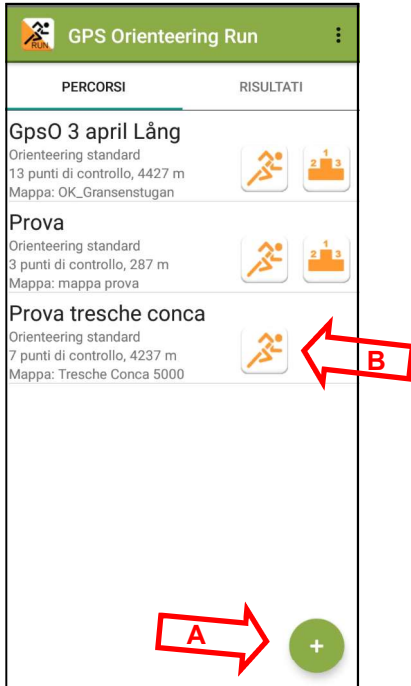 RUN
GPS Orienteering Run
PERCORSI RISULTATI
GpsO 3 april Lång
Orienteering standard
13 punti di controllo, 4427 m
Mappa: OK_Gransenstugan
1
2 3
Prova
Orienteering standard
3 punti di controllo, 287 m
Mappa: mappa prova
1
2 3
Prova tresche conca
Orienteering standard
7 punti di controllo, 4237 m
Mappa: Tresche Conca 5000
B
A
+